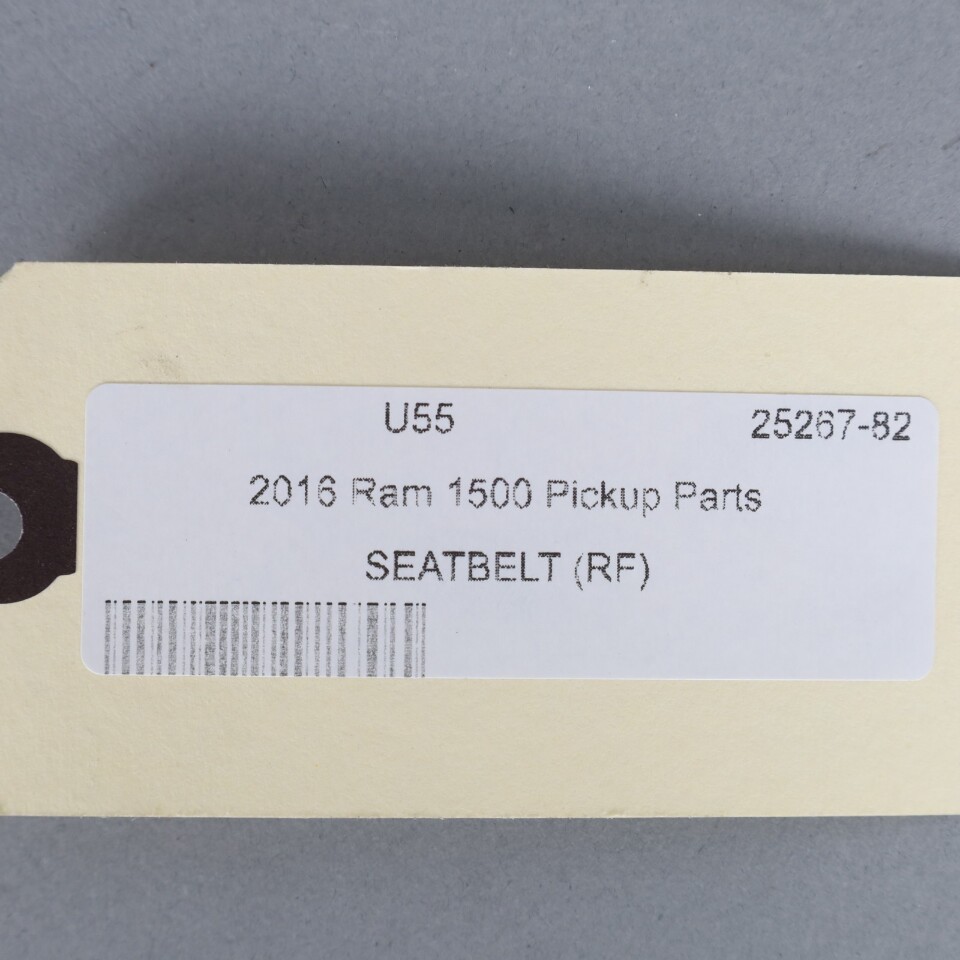 U55 25267-82
2016 Ram 1500 Pickup Parts
SEATBELT (RF)